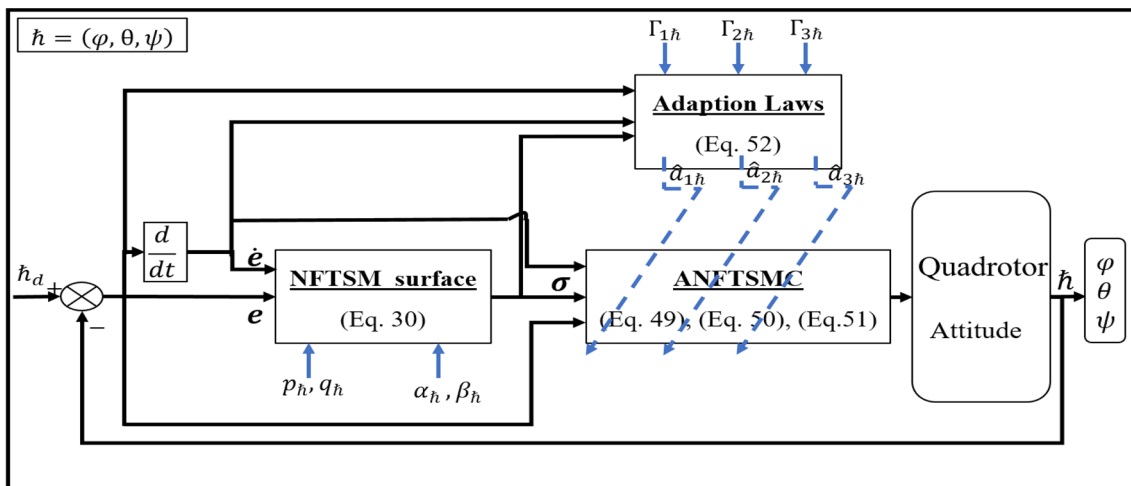 ħ = (φ, θ, ψ)
Γ₁ħ
Γ₂ħ
Γ₃ħ
Adaption Laws
(Eq. 52)
â₁ħ
â₂ħ
â₃ħ
d
dt
ħd
+
−
ė
e
NFTSM surface
(Eq. 30)
pħ, qħ
αħ , βħ
σ
ANFTSMC
(Eq. 49), (Eq. 50), (Eq.51)
Quadrotor
Attitude
ħ
φ
θ
ψ